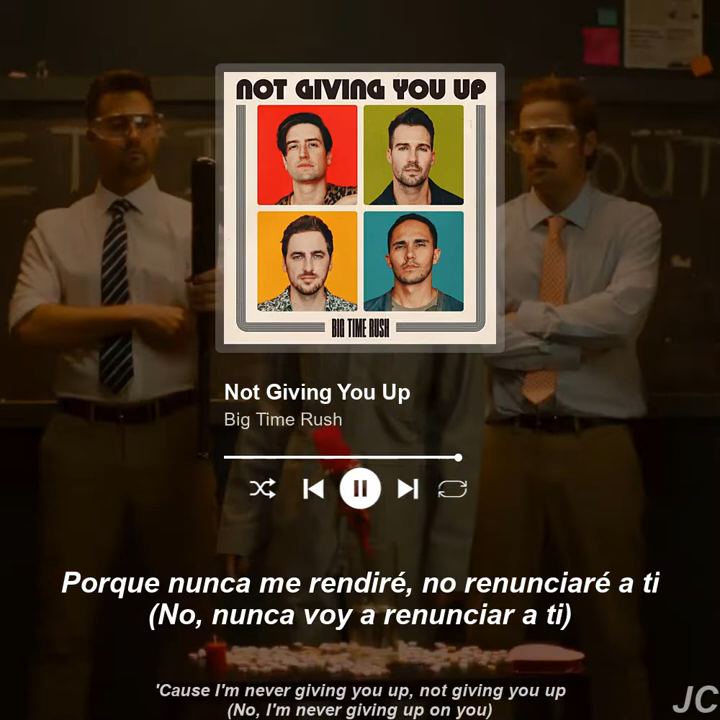 NOT GIVING YOU UP
BIG TIME RUSH
OUT
Not Giving You Up
Big Time Rush
Porque nunca me rendiré, no renunciaré a ti
(No, nunca voy a renunciar a ti)
'Cause I'm never giving you up, not giving you up
(No, I'm never giving up on you)
JC